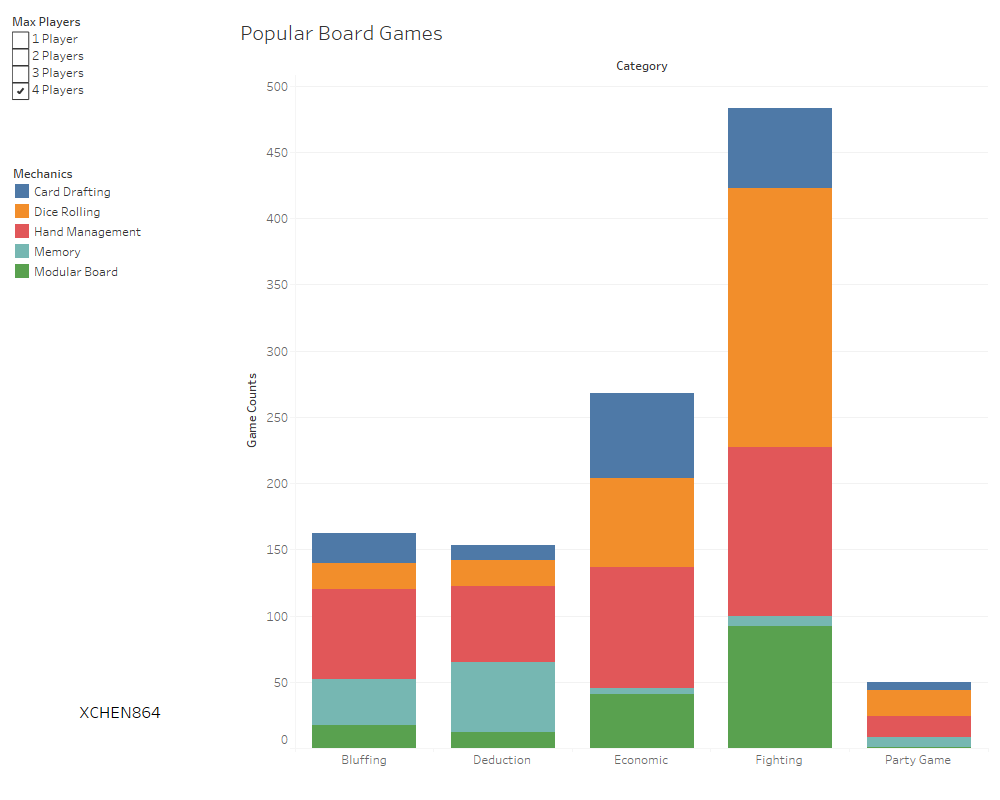 Max Players
1 Player
2 Players
3 Players
4 Players
Mechanics
Card Drafting
Dice Rolling
Hand Management
Memory
Modular Board
XCHEN864
Popular Board Games
Category
Game Counts
500
450
400
350
300
250
200
150
100
50
0
Bluffing Deduction Economic Fighting Party Game